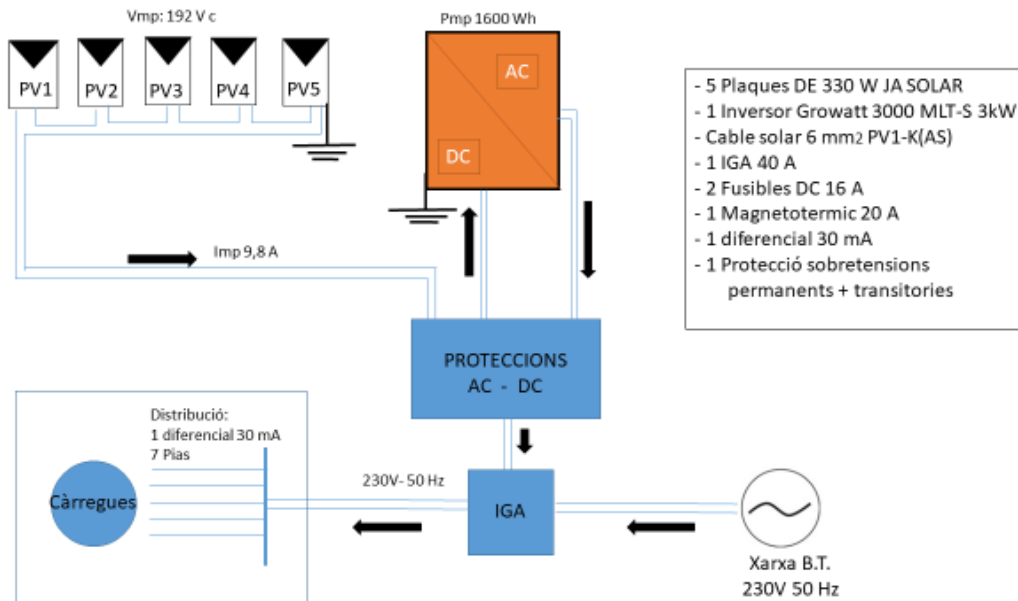 Vmp: 192 V c
Pmp 1600 Wh
PV1
PV2
PV3
PV4
PV5
AC
DC
- 5 Plaques DE 330 W JA SOLAR
- 1 Inversor Growatt 3000 MLT-S 3kW
- Cable solar 6 mm2 PV1-K(AS)
- 1 IGA 40 A
- 2 Fusibles DC 16 A
- 1 Magnetotermic 20 A
- 1 diferencial 30 mA
- 1 Protecció sobretensions
permanents + transitories
Imp 9,8 A
PROTECCIONS
AC - DC
Distribució:
1 diferencial 30 mA
7 Pias
Càrregues
230V- 50 Hz
IGA
Xarxa B.T.
230V 50 Hz